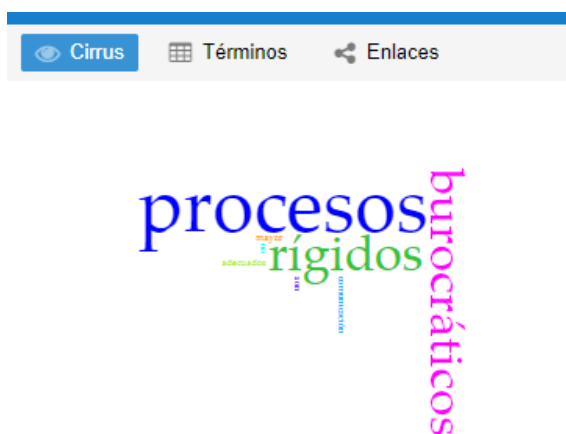 Cirrus Términos Enlaces
procesos
burocráticos
mayor
rígidos
adecuados
comunicación